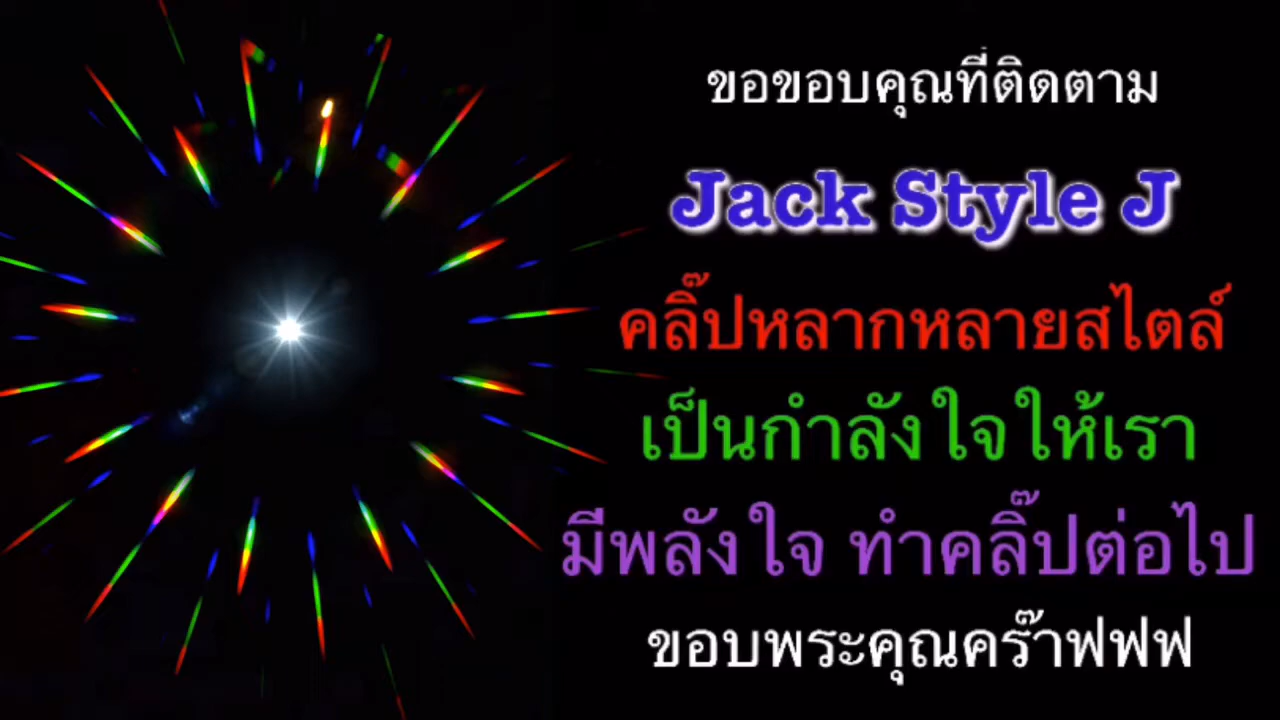 ขอขอบคุณที่ติดตาม
Jack Style J
คลิ๊ปหลากหลายสไตล์
เป็นกำลังใจให้เรา
มีพลังใจ ทำคลิ๊ปต่อไป
ขอบพระคุณคร๊าฟฟฟ